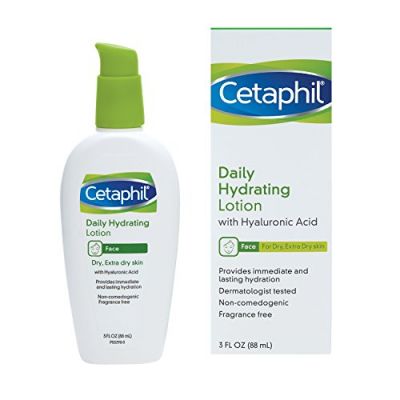 Cetaphil®
Daily Hydrating
Lotion
Face
Dry, Extra dry skin
with Hyaluronic Acid
Provides immediate
and lasting hydration
Non-comedogenic
Fragrance free
3 FL OZ (88 mL)
Cetaphil®
Daily
Hydrating
Lotion
with Hyaluronic Acid
Face For Dry, Extra Dry skin
Provides immediate and
lasting hydration
Dermatologist tested
Non-comedogenic
Fragrance free
3 FL OZ (88 mL)